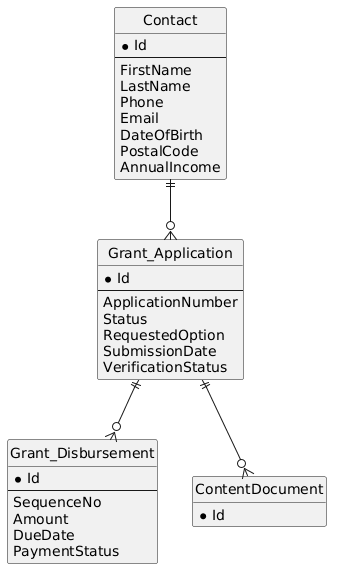 Contact
Id
FirstName
LastName
Phone
Email
DateOfBirth
PostalCode
AnnualIncome
Grant_Application
Id
ApplicationNumber
Status
RequestedOption
SubmissionDate
VerificationStatus
Grant_Disbursement
Id
SequenceNo
Amount
DueDate
PaymentStatus
ContentDocument
Id